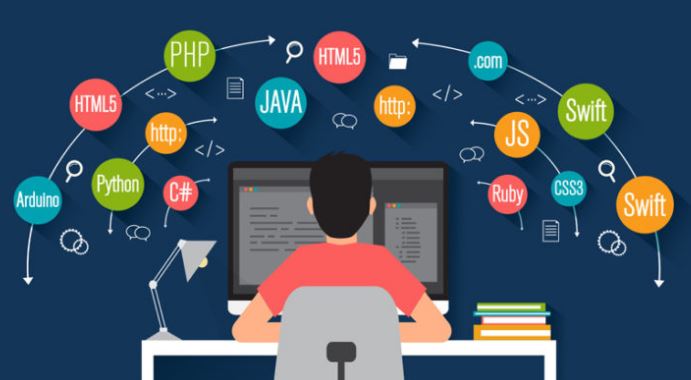 PHP
HTML5
.com
HTML5
JAVA
http:
Swift
http:
JS
Arduino
Python
C#
Ruby
CSS3
Swift